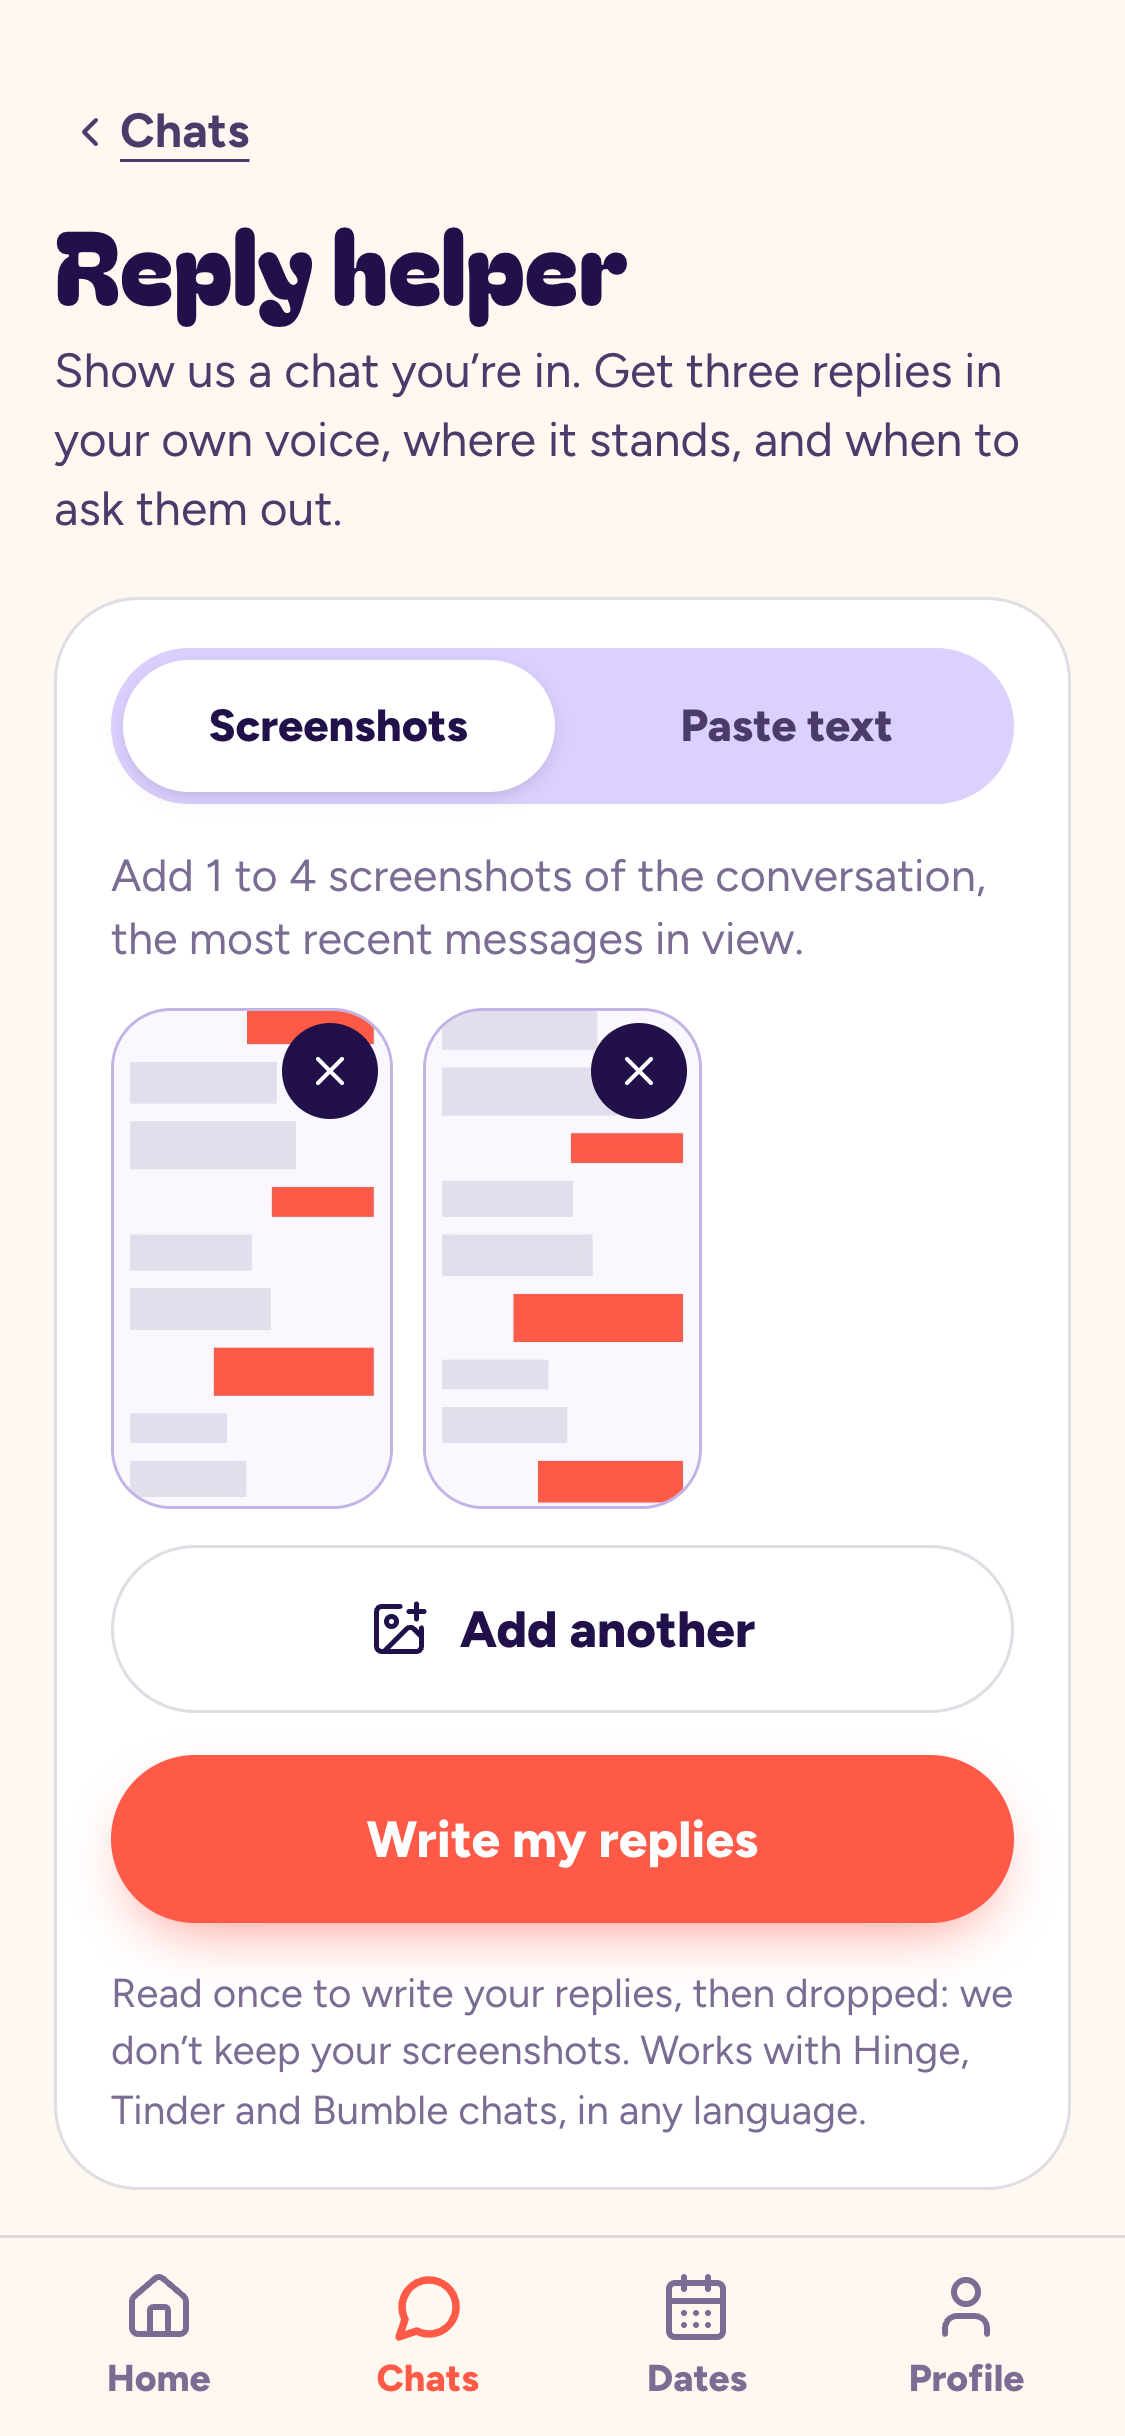 Chats
Reply helper
Show us a chat you’re in. Get three replies in
your own voice, where it stands, and when to
ask them out.
Screenshots
Paste text
Add 1 to 4 screenshots of the conversation,
the most recent messages in view.
Add another
Write my replies
Read once to write your replies, then dropped: we
don’t keep your screenshots. Works with Hinge,
Tinder and Bumble chats, in any language.
Home
Chats
Dates
Profile